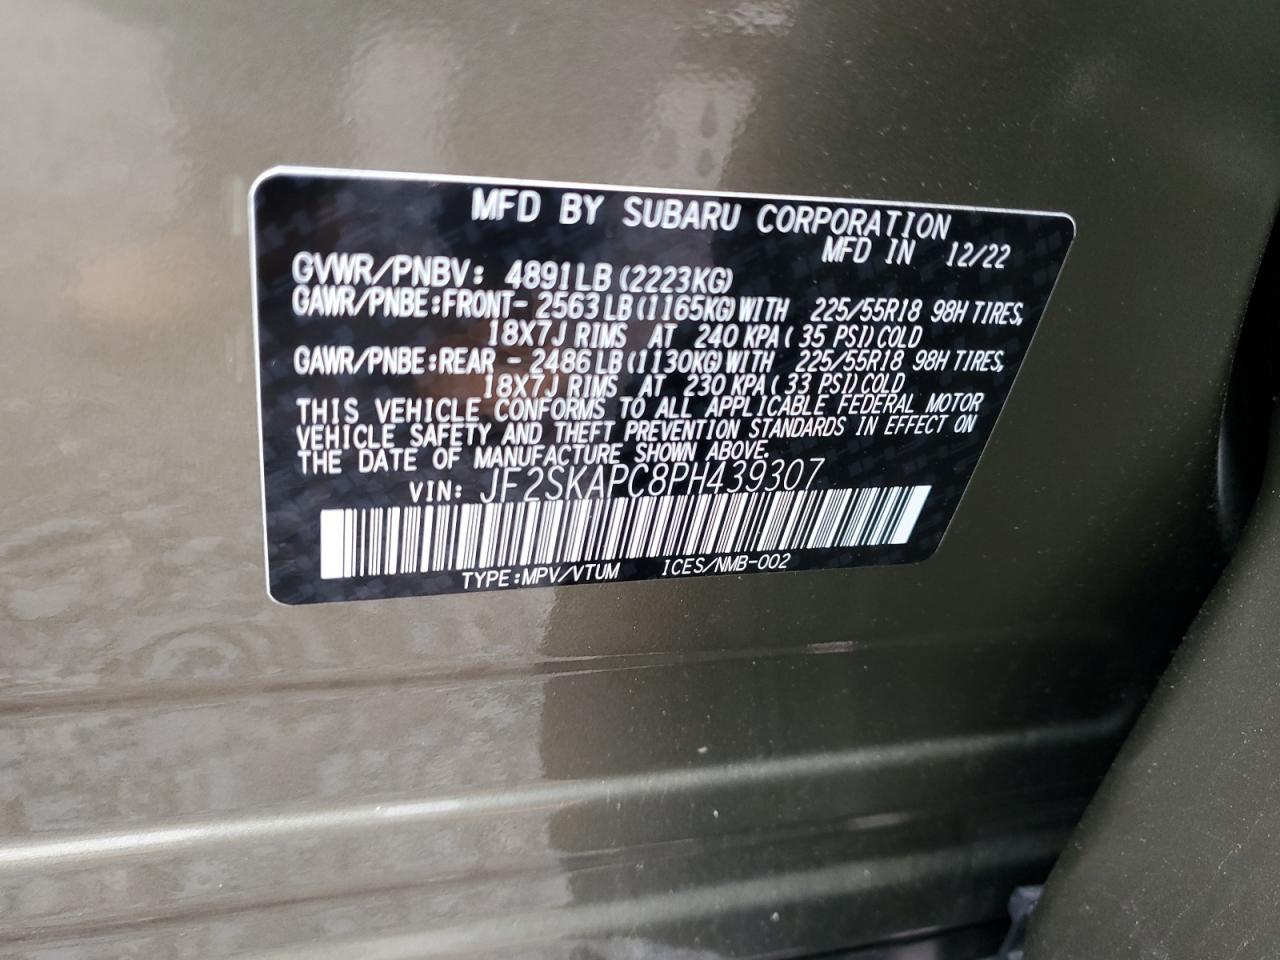 MFD BY SUBARU CORPORATION
MFD IN 12/22
GVWR/PNBV: 4891LB (2223KG)
GAWR/PNBE:FRONT- 2563LB(1165KG)WITH 225/55R18 98H TIRES,
18X7J RIMS AT 240 KPA( 35 PSI)COLD
GAWR/PNBE:REAR - 2486LB(1130KG)WITH 225/55R18 98H TIRES,
18X7J RIMS AT 230 KPA( 33 PSI)COLD
THIS VEHICLE CONFORMS TO ALL APPLICABLE FEDERAL MOTOR
VEHICLE SAFETY AND THEFT PREVENTION STANDARDS IN EFFECT ON
THE DATE OF MANUFACTURE SHOWN ABOVE.
VIN: JF2SKAPC8PH439307
TYPE:MPV/VTUM ICES/NMB-002